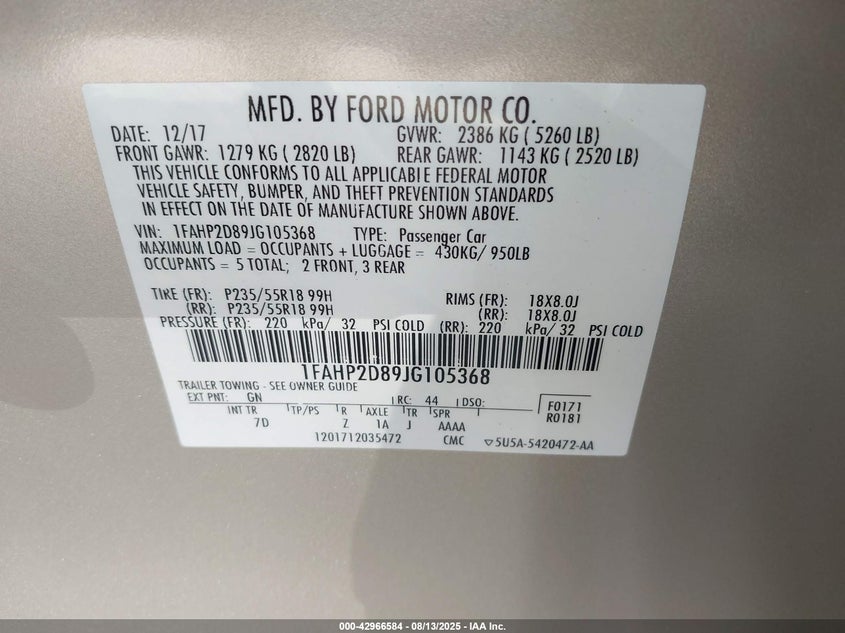 MFD. BY FORD MOTOR CO.
DATE: 12/17 GVWR: 2386 KG ( 5260 LB)
FRONT GAWR: 1279 KG ( 2820 LB) REAR GAWR: 1143 KG ( 2520 LB)
THIS VEHICLE CONFORMS TO ALL APPLICABLE FEDERAL MOTOR
VEHICLE SAFETY, BUMPER, AND THEFT PREVENTION STANDARDS
IN EFFECT ON THE DATE OF MANUFACTURE SHOWN ABOVE.
VIN: 1FAHP2D89JG105368 TYPE: Passenger Car
MAXIMUM LOAD = OCCUPANTS + LUGGAGE = 430KG/ 950LB
OCCUPANTS = 5 TOTAL; 2 FRONT, 3 REAR
TIRE (FR): P235/55R18 99H RIMS (FR): 18X8.0J
(RR): P235/55R18 99H (RR): 18X8.0J
PRESSURE (FR): 220 kPa/ 32 PSI COLD (RR): 220 kPa/ 32 PSI COLD
1FAHP2D89JG105368
TRAILER TOWING - SEE OWNER GUIDE
EXT PNT: GN RC: 44 DSO: F0171
INT TR TP/PS R AXLE TR SPR R0181
7D Z 1A J AAAA
1201712035472 CMC ▽5U5A-5420472-AA
000-42966584 - 08/13/2025 - IAA Inc.